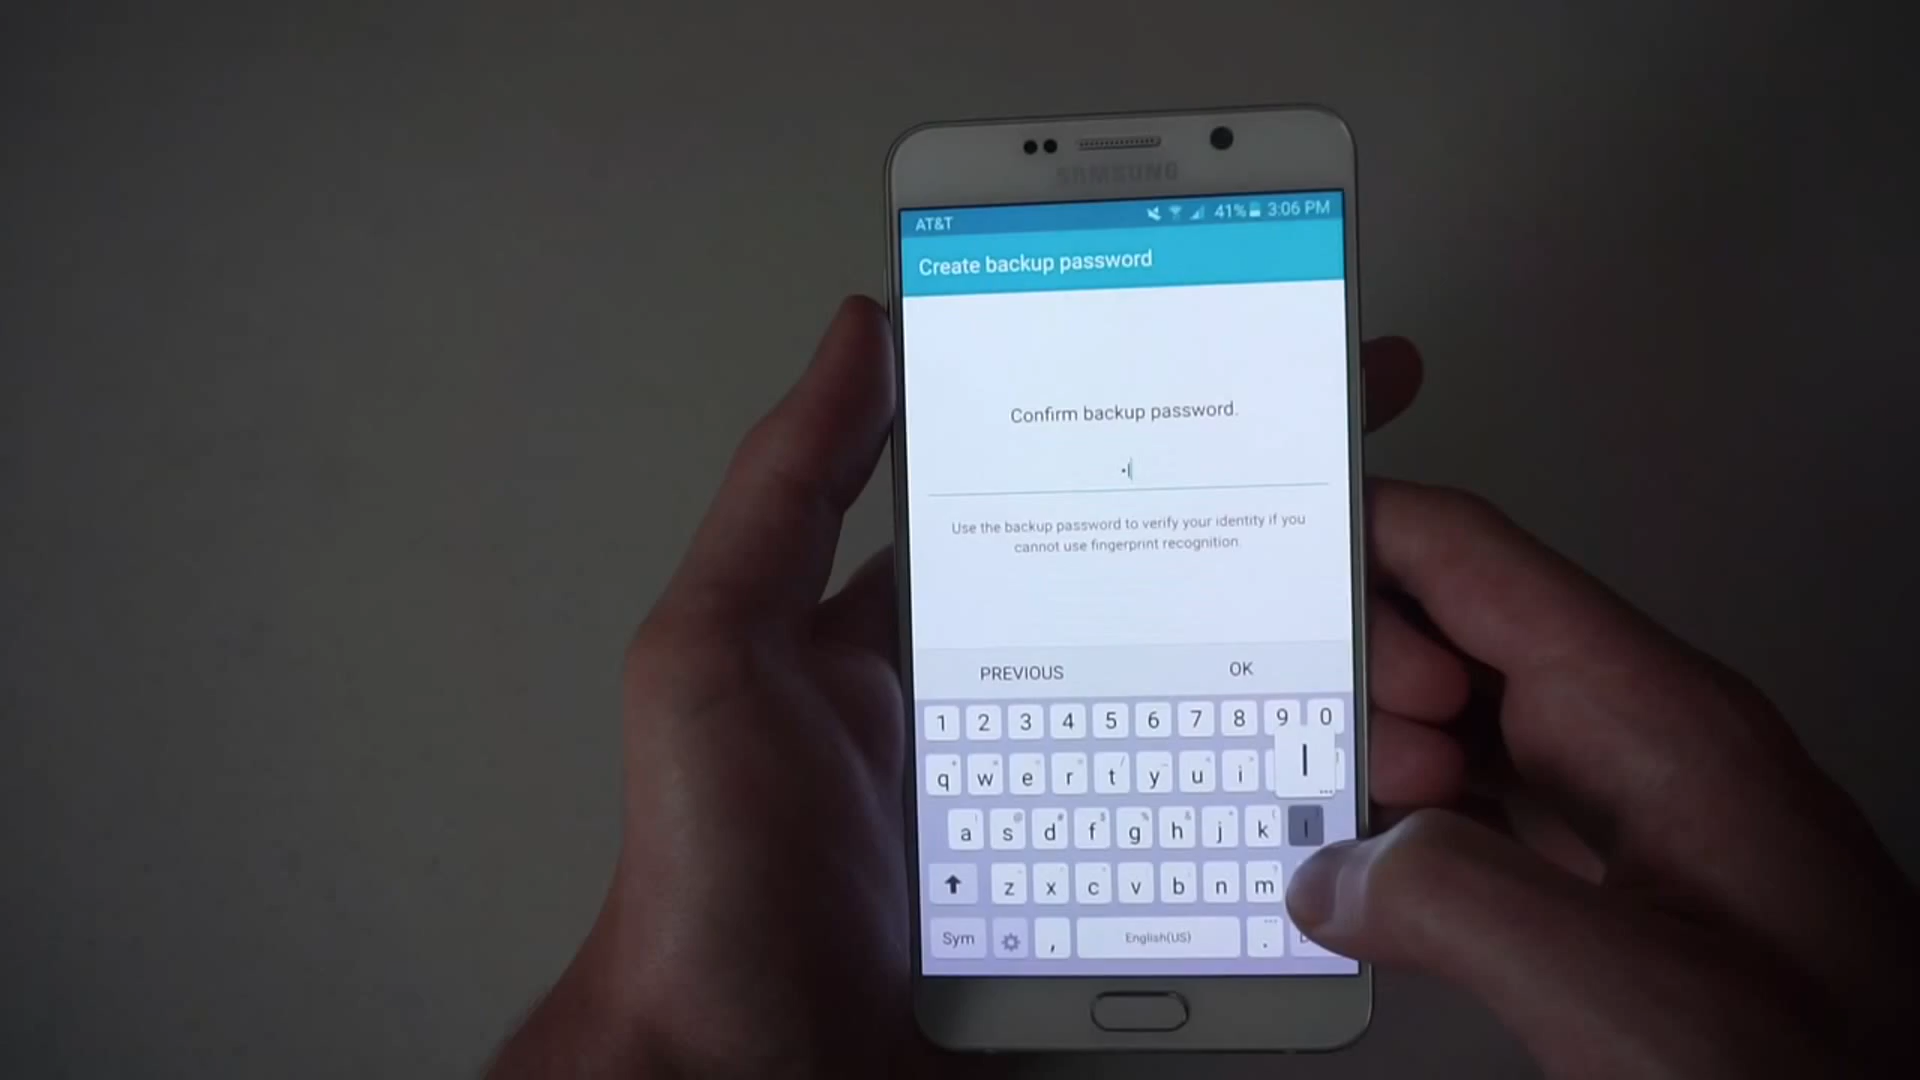 SAMSUNG
AT&T 41% 3:06 PM
Create backup password
Confirm backup password.
Use the backup password to verify your identity if you
cannot use fingerprint recognition.
PREVIOUS OK
1 2 3 4 5 6 7 8 9 0
l
q w e r t y u i
a s d f g h j k l
z x c v b n m
Sym , English(US) .